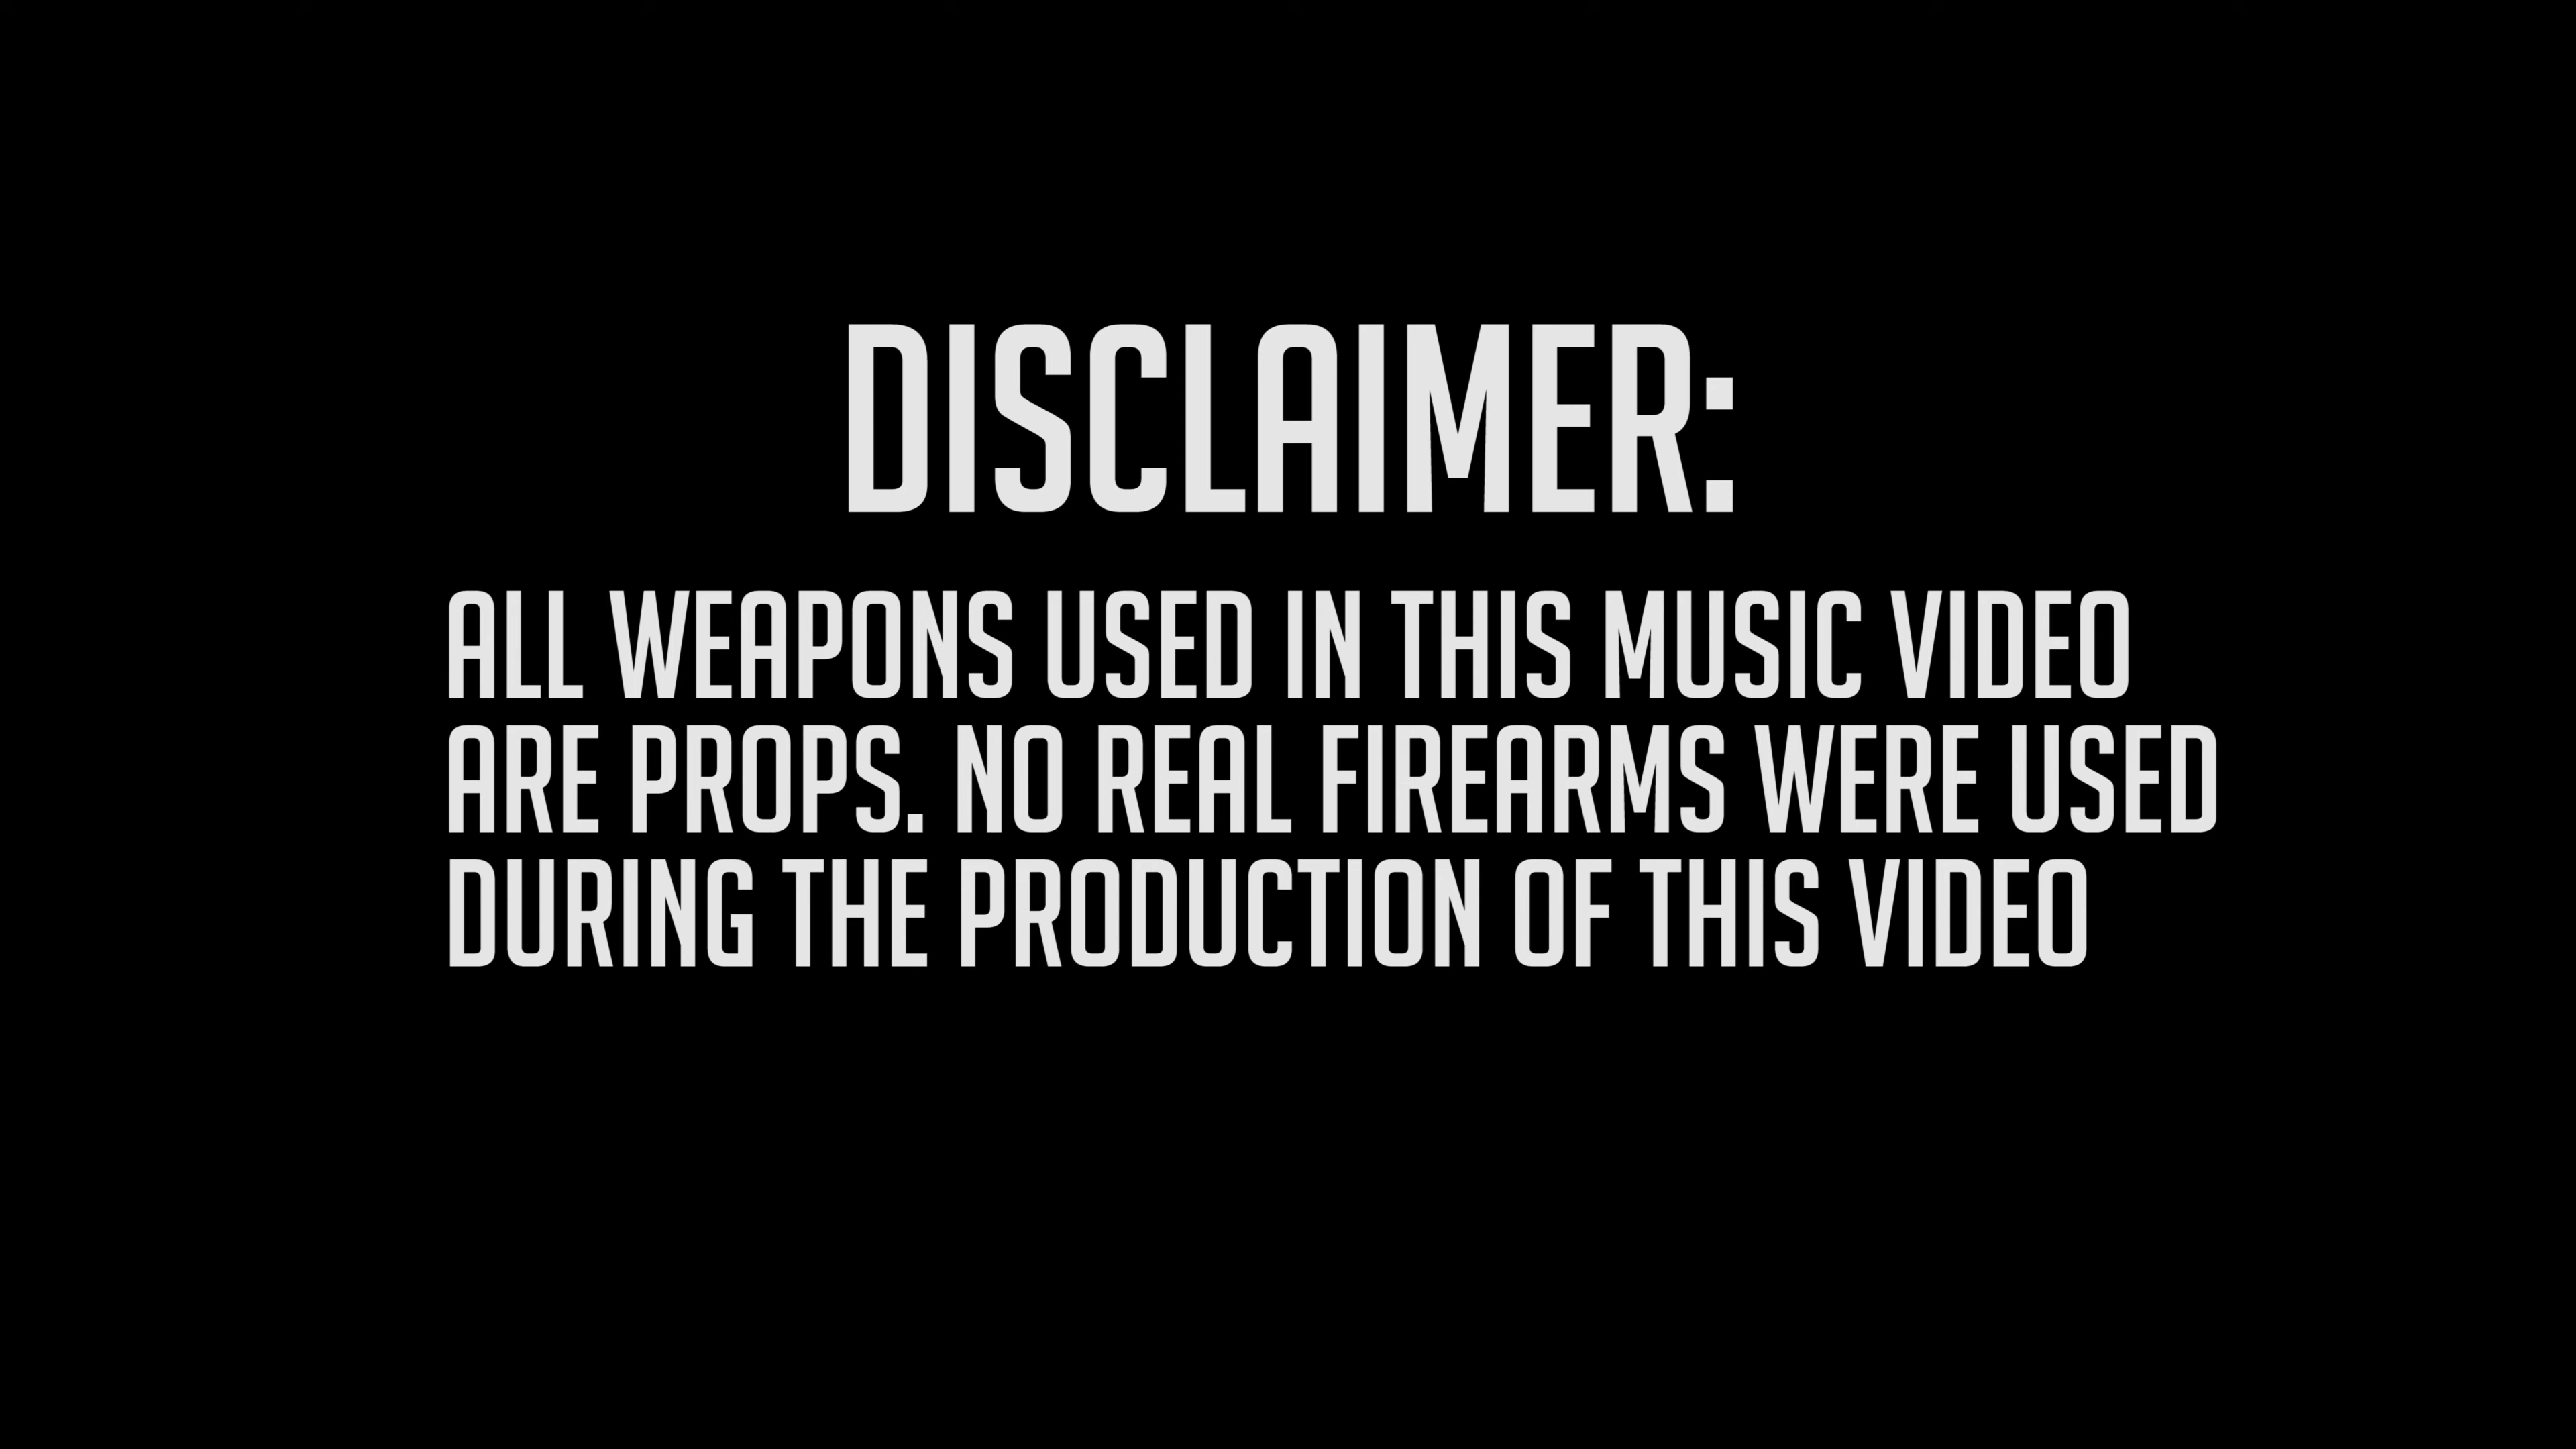 DISCLAIMER:
ALL WEAPONS USED IN THIS MUSIC VIDEO
ARE PROPS. NO REAL FIREARMS WERE USED
DURING THE PRODUCTION OF THIS VIDEO